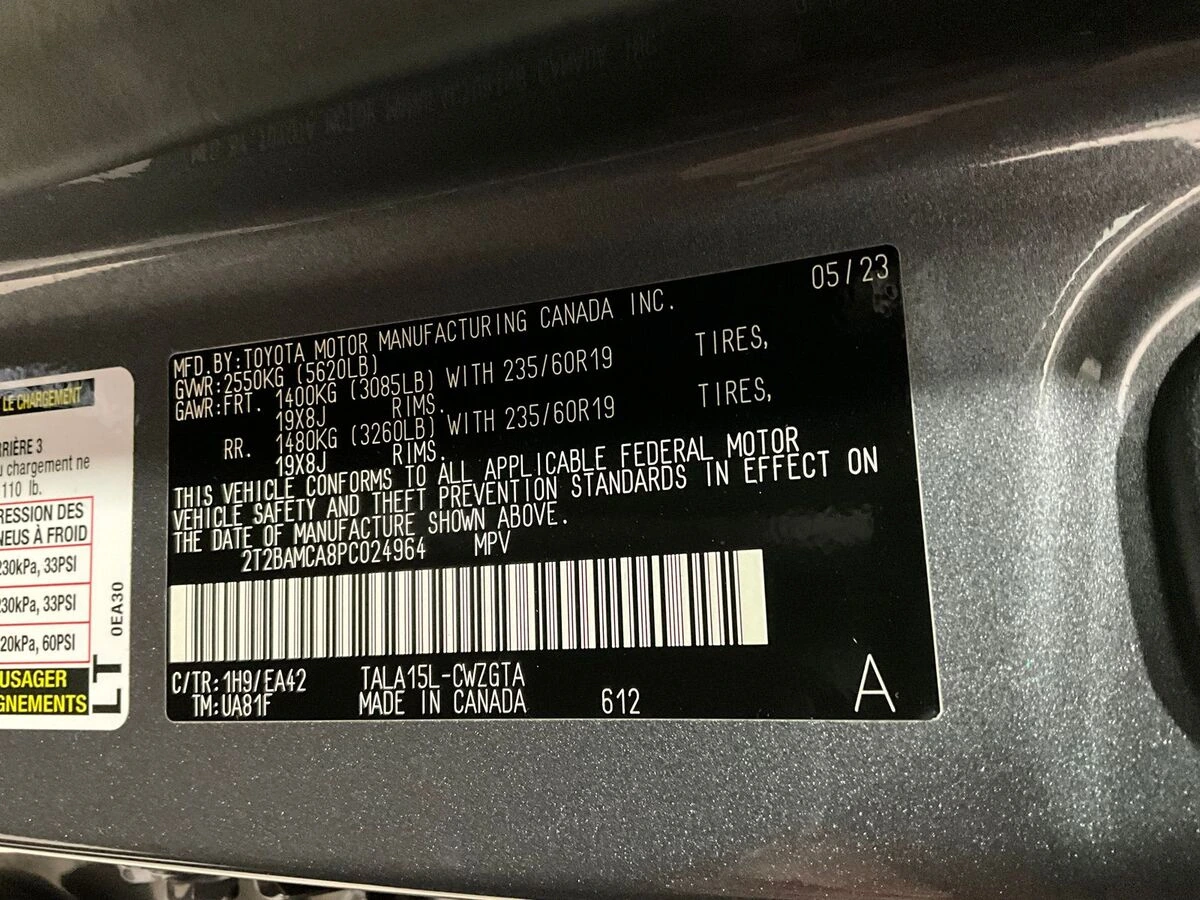 05/23
MFD.BY:TOYOTA MOTOR MANUFACTURING CANADA INC.
GVWR:2550KG (5620LB)
GAWR:FRT. 1400KG (3085LB) WITH 235/60R19 TIRES,
19X8J RIMS.
RR. 1480KG (3260LB) WITH 235/60R19 TIRES,
19X8J RIMS.
THIS VEHICLE CONFORMS TO ALL APPLICABLE FEDERAL MOTOR
VEHICLE SAFETY AND THEFT PREVENTION STANDARDS IN EFFECT ON
THE DATE OF MANUFACTURE SHOWN ABOVE.
2T2BAMCA8PC024964 MPV
C/TR:1H9/EA42 TALA15L-CWZGTA
TM:UA81F MADE IN CANADA 612
A
LE CHARGEMENT
RIÈRE 3
chargement ne
110 lb.
RESSION DES
NEUS À FROID
230kPa, 33PSI
230kPa, 33PSI
20kPa, 60PSI
USAGER
GNEMENTS
0EA30
LT